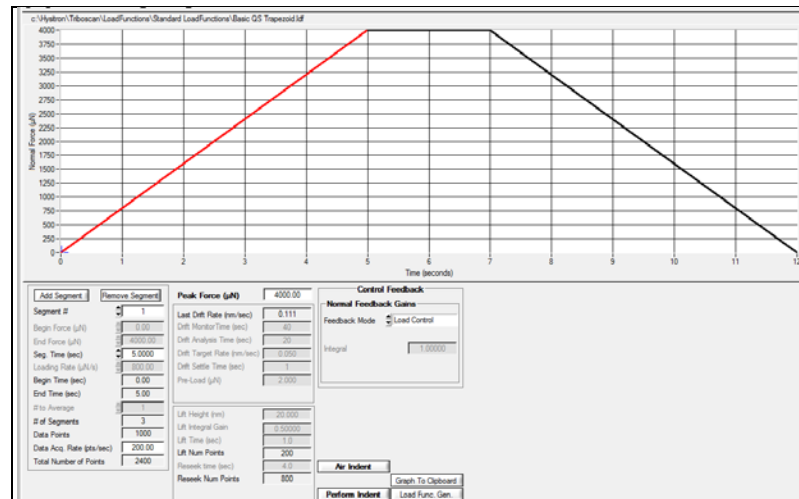 c:\Hysitron\Triboscan\LoadFunctions\Standard LoadFunctions\Basic QS Trapezoid.ldf
4000
3750
3500
3250
3000
2750
2500
2250
2000
1750
1500
1250
1000
750
500
250
0
Normal Force (µN)
0 1 2 3 4 5 6 7 8 9 10 11 12
Time (seconds)
Add Segment Remove Segment
Segment # 1
Begin Force (µN) 0.00
End Force (µN) 4000.00
Seg. Time (sec) 5.0000
Loading Rate (µN/s) 800.00
Begin Time (sec) 0.00
End Time (sec) 5.00
# to Average 1
# of Segments 3
Data Points 1000
Data Acq. Rate (pts/sec) 200.00
Total Number of Points 2400
Peak Force (µN) 4000.00
Last Drift Rate (nm/sec) 0.111
Drift MonitorTime (sec) 40
Drift Analysis Time (sec) 20
Drift Target Rate (nm/sec) 0.050
Drift Settle Time (sec) 1
Pre-Load (µN) 2.000
Lift Height (nm) 20.000
Lift Integral Gain 0.50000
Lift Time (sec) 1.0
Lift Num Points 200
Reseek time (sec) 4.0
Reseek Num Points 800
Control Feedback
Normal Feedback Gains
Feedback Mode Load Control
Integral 1.00000
Air Indent
Graph To Clipboard
Perform Indent Load Func. Gen.